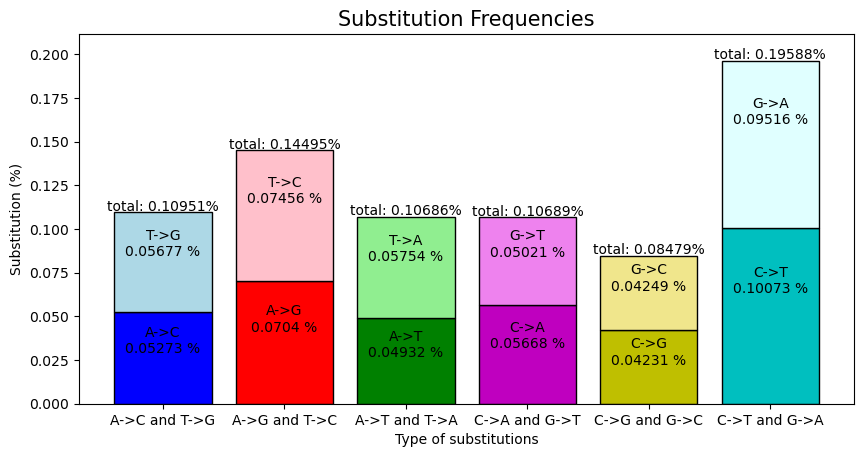 Substitution Frequencies
Substitution (%)
0.200
0.175
0.150
0.125
0.100
0.075
0.050
0.025
0.000
total: 0.10951%
T->G
0.05677 %
A->C
0.05273 %
total: 0.14495%
T->C
0.07456 %
A->G
0.0704 %
total: 0.10686%
T->A
0.05754 %
A->T
0.04932 %
total: 0.10689%
G->T
0.05021 %
C->A
0.05668 %
total: 0.08479%
G->C
0.04249 %
C->G
0.04231 %
total: 0.19588%
G->A
0.09516 %
C->T
0.10073 %
A->C and T->G
A->G and T->C
A->T and T->A
C->A and G->T
C->G and G->C
C->T and G->A
Type of substitutions